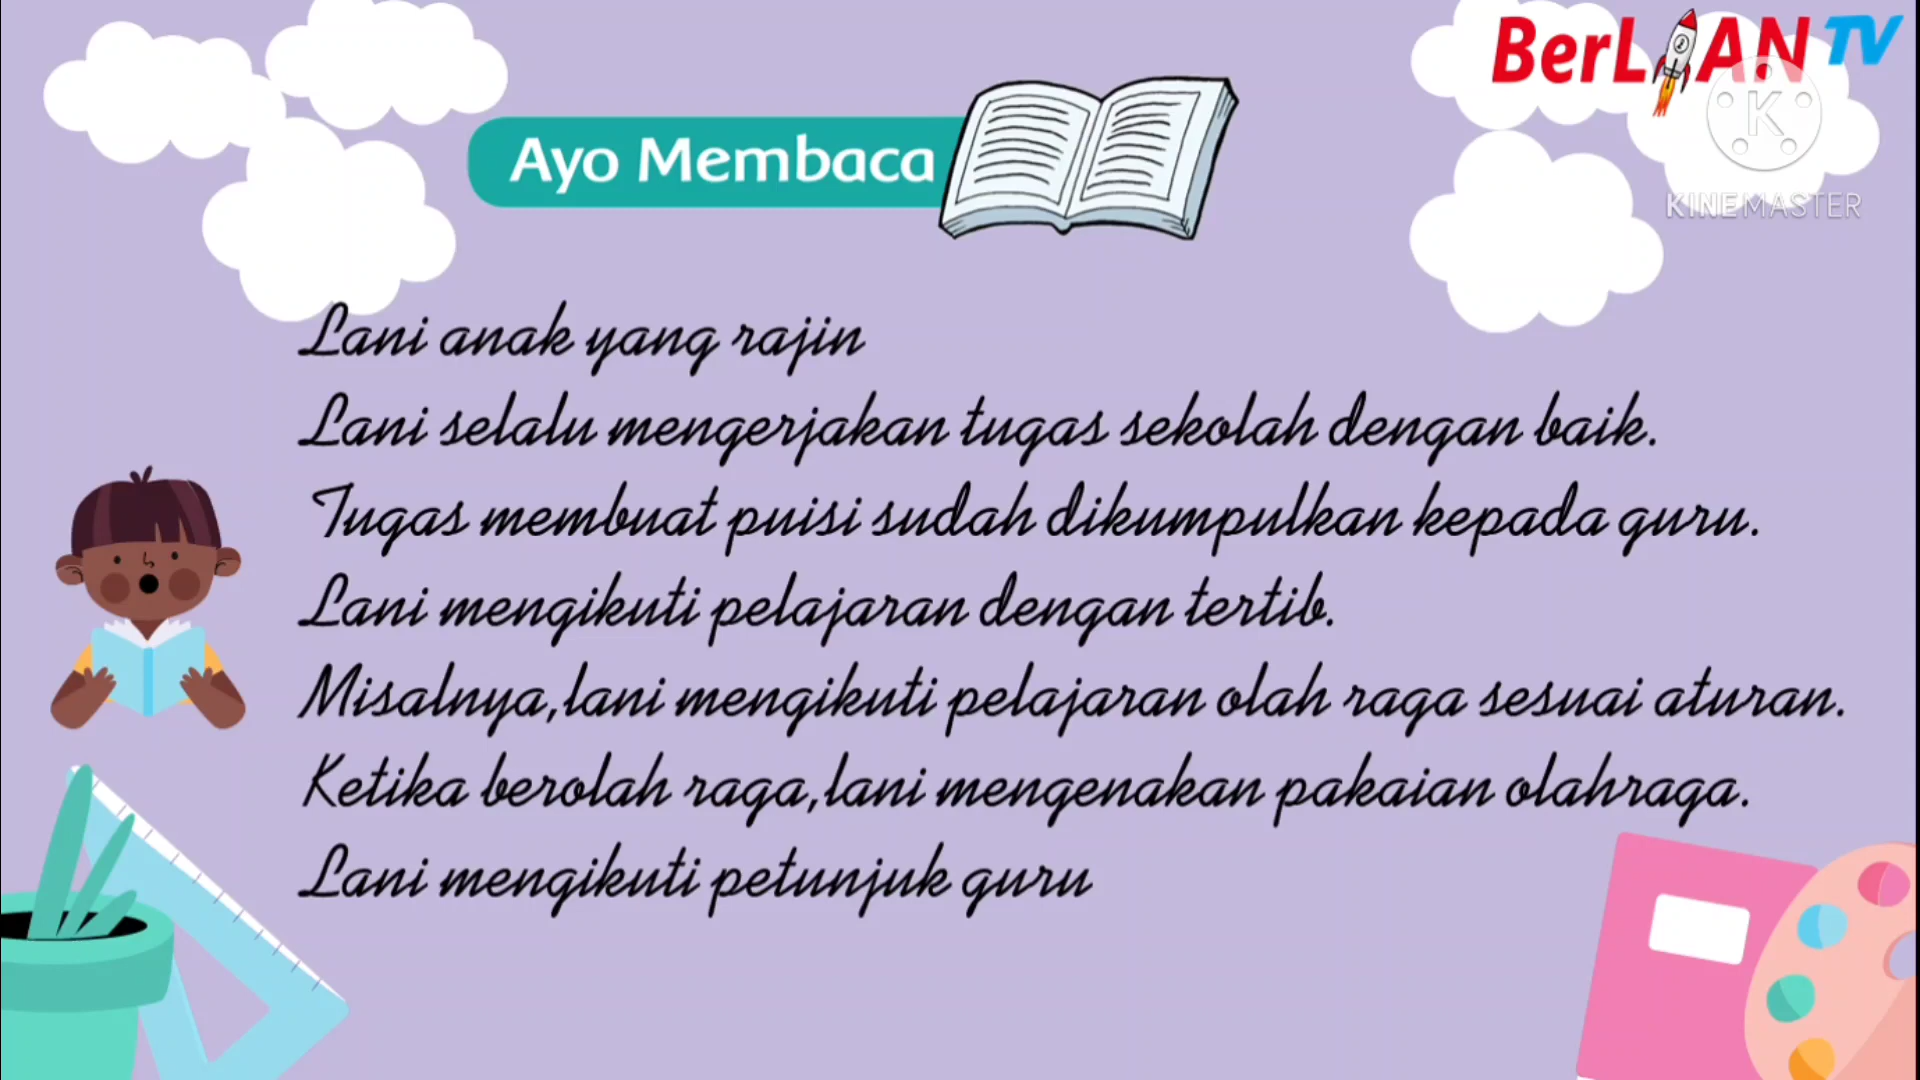 BerLIAN TV
K
KINEMASTER
Ayo Membaca
Lani anak yang rajin
Lani selalu mengerjakan tugas sekolah dengan baik.
Tugas membuat puisi sudah dikumpulkan kepada guru.
Lani mengikuti pelajaran dengan tertib.
Misalnya,lani mengikuti pelajaran olah raga sesuai aturan.
Ketika berolah raga,lani mengenakan pakaian olahraga.
Lani mengikuti petunjuk guru